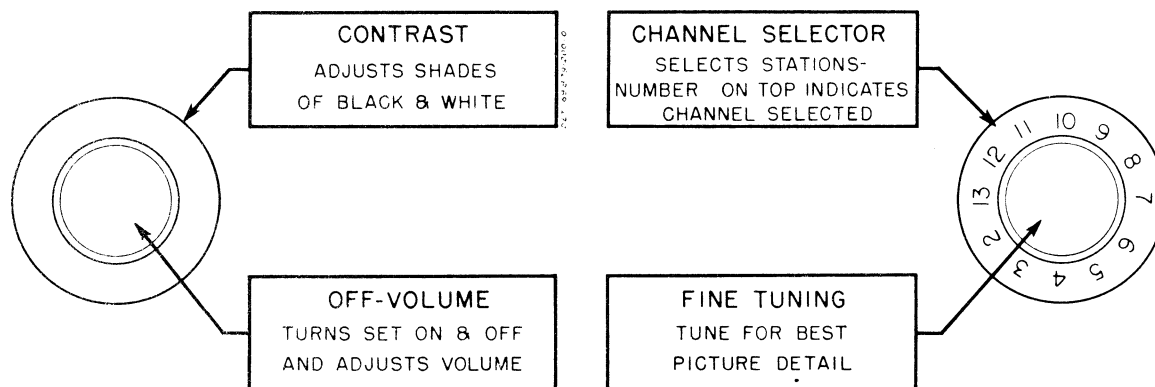 CONTRAST
ADJUSTS SHADES
OF BLACK & WHITE
CHANNEL SELECTOR
SELECTS STATIONS-
NUMBER ON TOP INDICATES
CHANNEL SELECTED
10
9
8
7
6
5
4
3
2
13
12
11
OFF-VOLUME
TURNS SET ON & OFF
AND ADJUSTS VOLUME
FINE TUNING
TUNE FOR BEST
PICTURE DETAIL